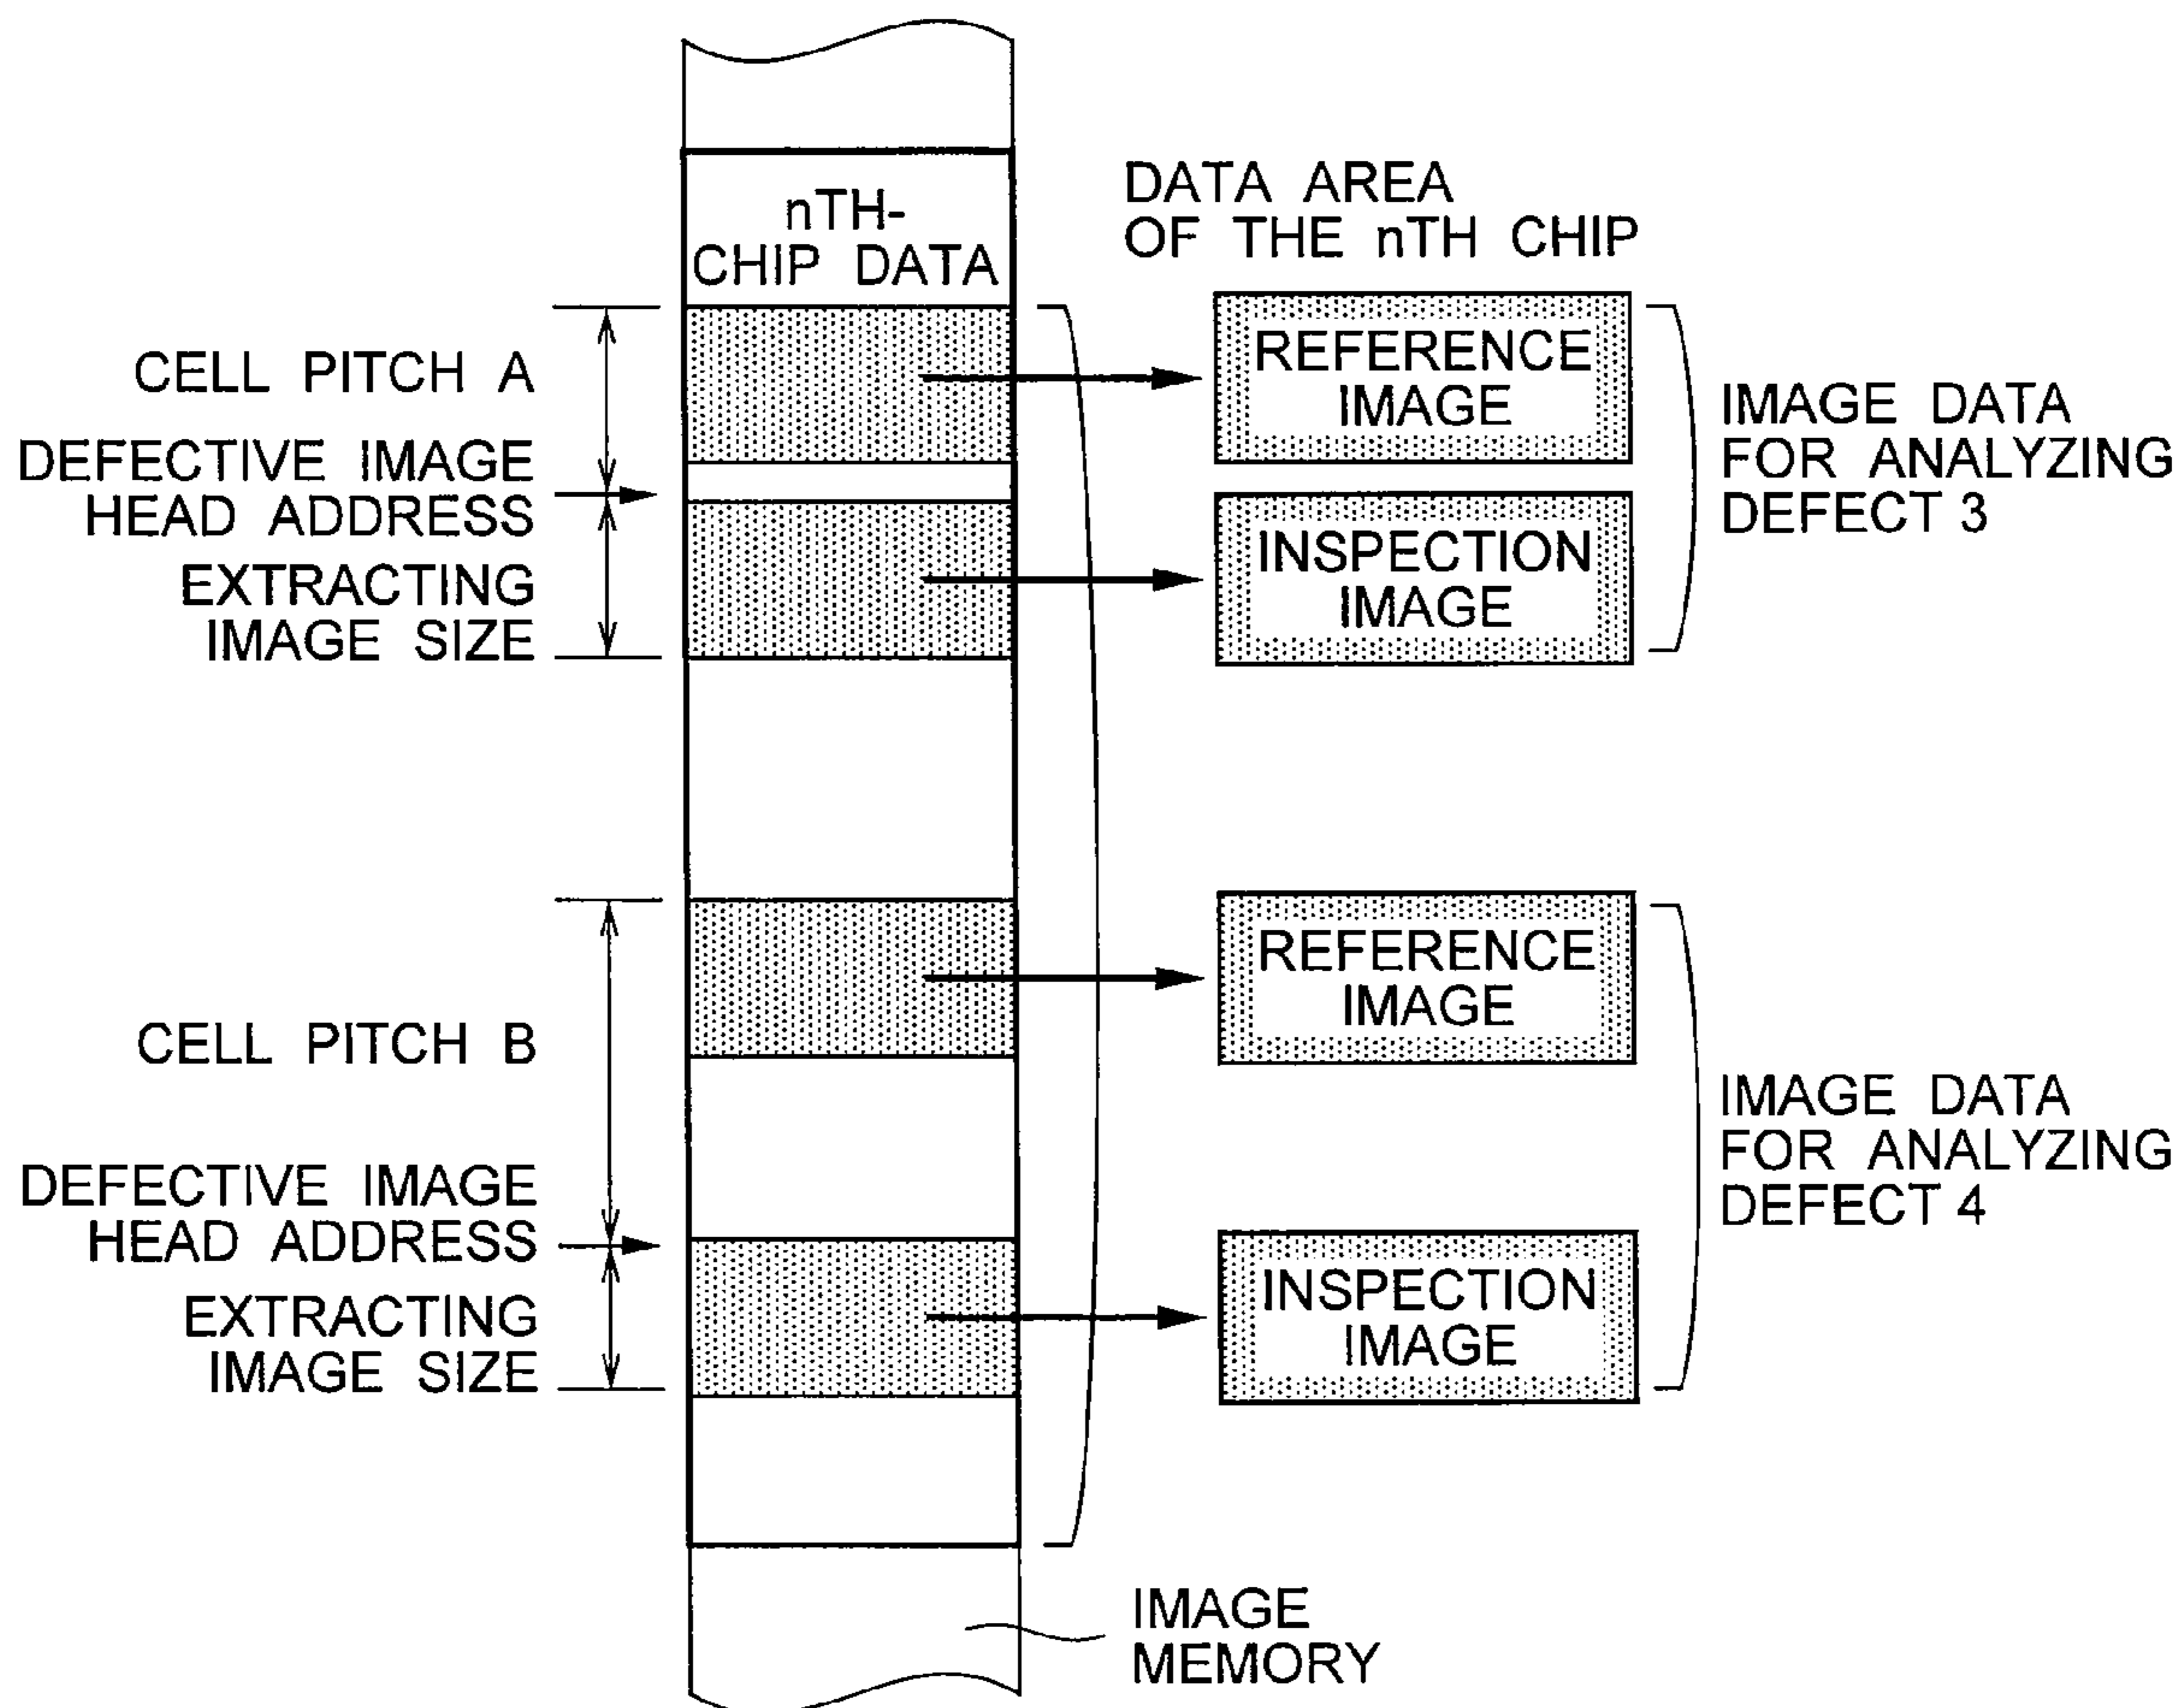 nTH-
CHIP DATA
DATA AREA
OF THE nTH CHIP
CELL PITCH A
DEFECTIVE IMAGE
HEAD ADDRESS
EXTRACTING
IMAGE SIZE
REFERENCE
IMAGE
INSPECTION
IMAGE
IMAGE DATA
FOR ANALYZING
DEFECT 3
CELL PITCH B
DEFECTIVE IMAGE
HEAD ADDRESS
EXTRACTING
IMAGE SIZE
REFERENCE
IMAGE
INSPECTION
IMAGE
IMAGE DATA
FOR ANALYZING
DEFECT 4
IMAGE
MEMORY